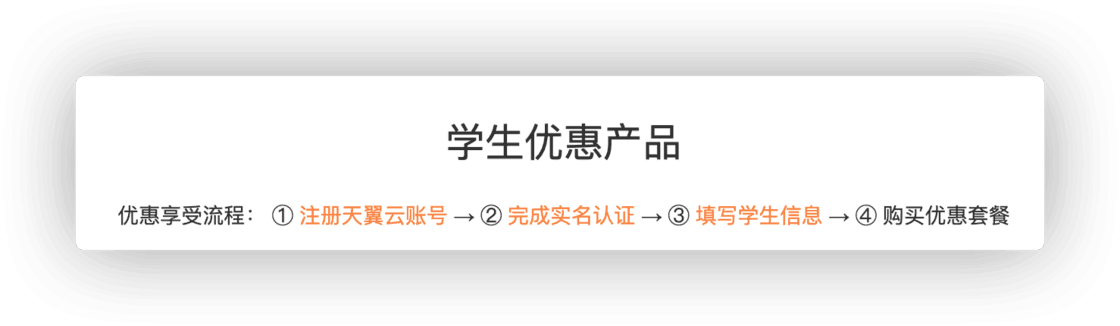 学生优惠产品
优惠享受流程： ① 注册天翼云账号 → ② 完成实名认证 → ③ 填写学生信息 → ④ 购买优惠套餐